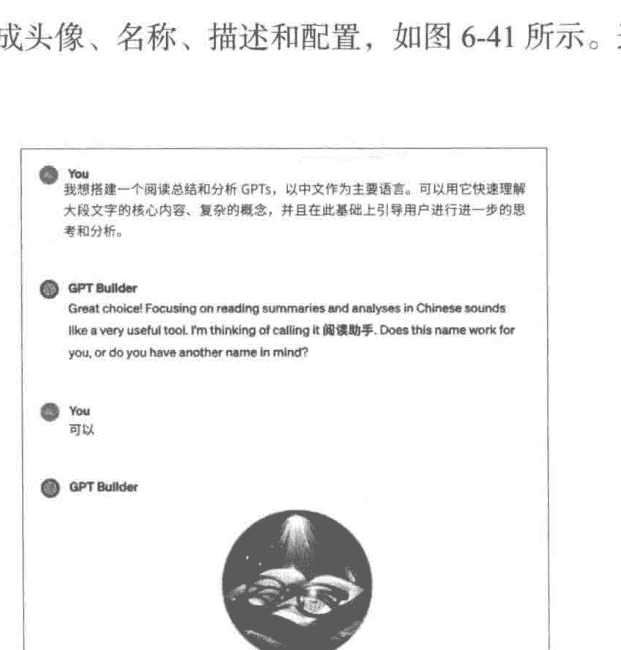 成头像、名称、描述和配置，如图 6-41 所示。
You
我想搭建一个阅读总结和分析 GPTs，以中文作为主要语言。可以用它快速理解
大段文字的核心内容、复杂的概念，并且在此基础上引导用户进行进一步的思
考和分析。
GPT Builder
Great choice! Focusing on reading summaries and analyses in Chinese sounds
like a very useful tool. I'm thinking of calling it 阅读助手. Does this name work for
you, or do you have another name in mind?
You
可以
GPT Builder